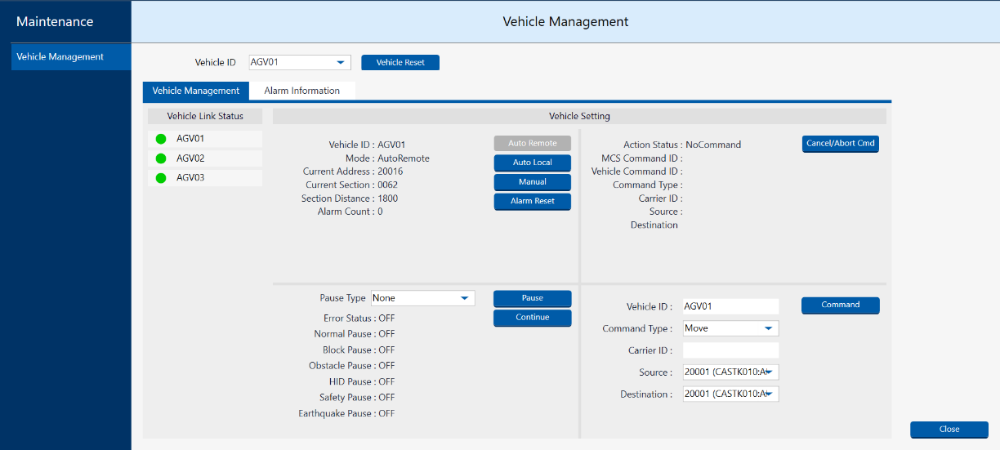 Maintenance
Vehicle Management
Vehicle Management
Vehicle ID AGV01 Vehicle Reset
Vehicle Management Alarm Information
Vehicle Link Status
AGV01
AGV02
AGV03
Vehicle Setting
Vehicle ID : AGV01
Mode : AutoRemote
Current Address : 20016
Current Section : 0062
Section Distance : 1800
Alarm Count : 0
Auto Remote
Auto Local
Manual
Alarm Reset
Action Status : NoCommand
MCS Command ID :
Vehicle Command ID :
Command Type :
Carrier ID :
Source :
Destination
Cancel/Abort Cmd
Pause Type None
Error Status : OFF
Normal Pause : OFF
Block Pause : OFF
Obstacle Pause : OFF
HID Pause : OFF
Safety Pause : OFF
Earthquake Pause : OFF
Pause
Continue
Vehicle ID : AGV01
Command Type : Move
Carrier ID :
Source : 20001 (CASTK010:
Destination : 20001 (CASTK010:
Command
Close